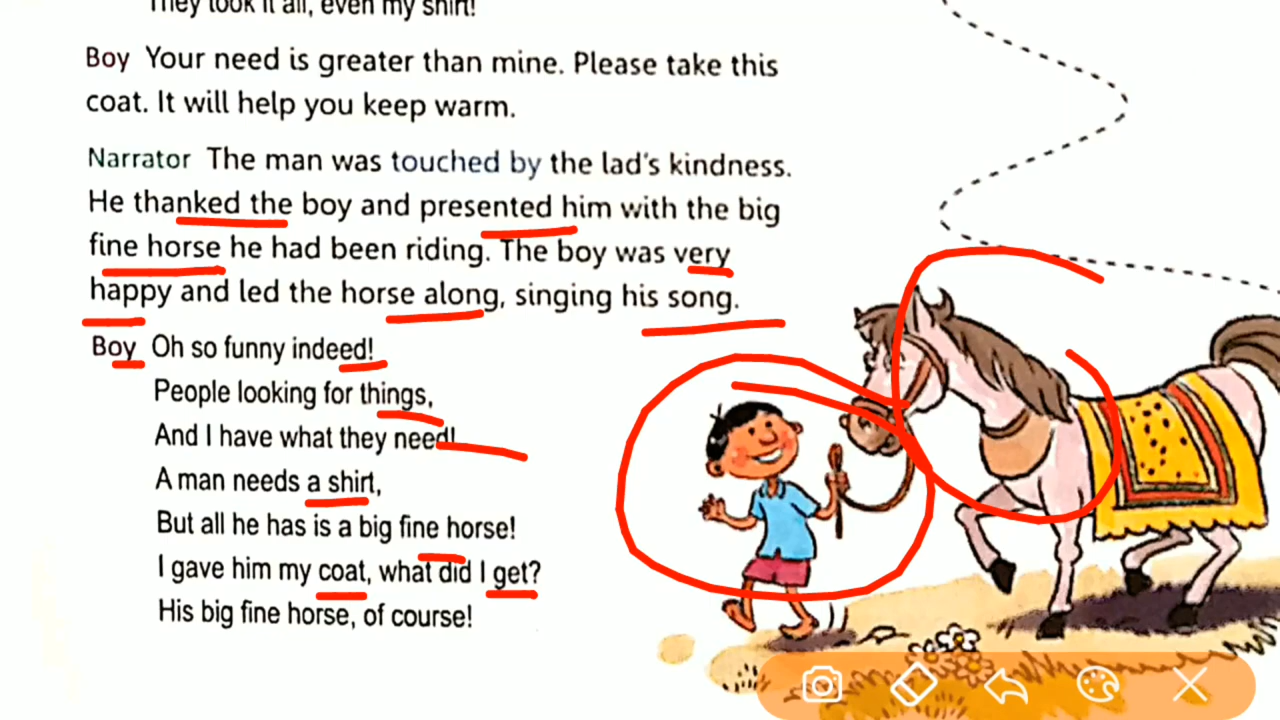 They took it all, even my shirt!
Boy Your need is greater than mine. Please take this
coat. It will help you keep warm.
Narrator The man was touched by the lad's kindness.
He thanked the boy and presented him with the big
fine horse he had been riding. The boy was very
happy and led the horse along, singing his song.
Boy Oh so funny indeed!
People looking for things,
And I have what they need!
A man needs a shirt,
But all he has is a big fine horse!
I gave him my coat, what did I get?
His big fine horse, of course!